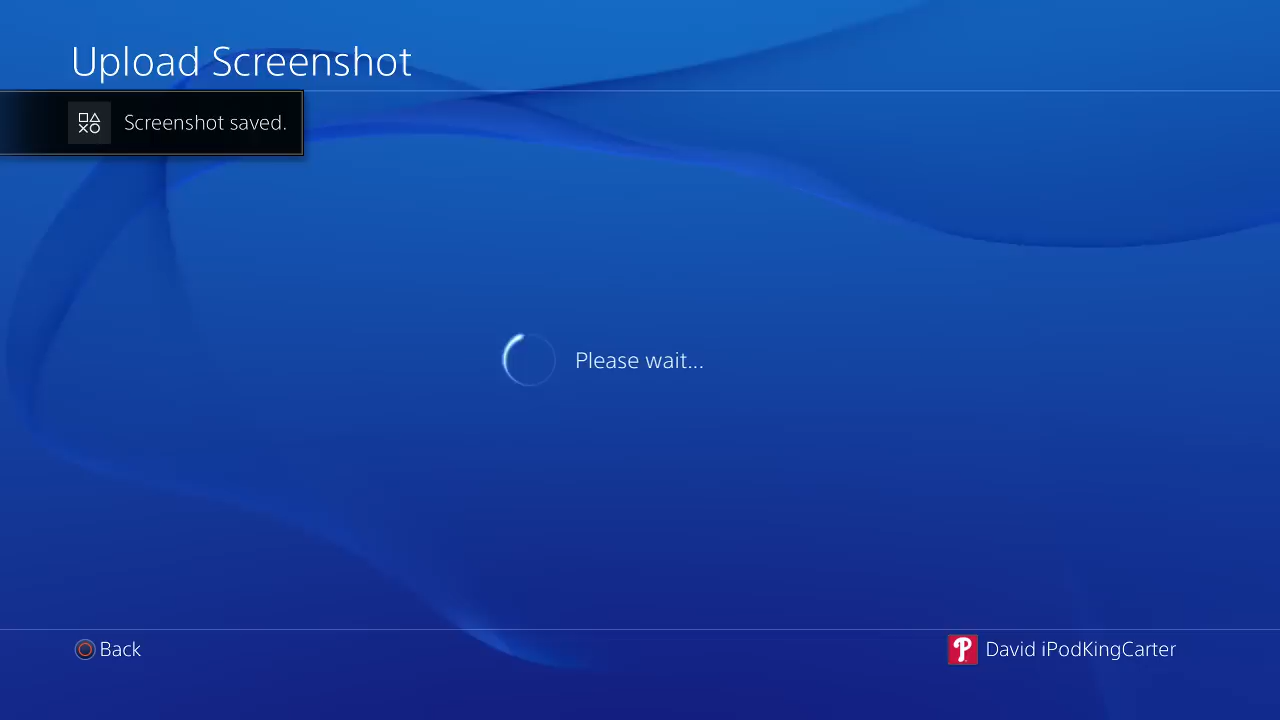 Upload Screenshot
Screenshot saved.
Please wait...
Back
David iPodKingCarter